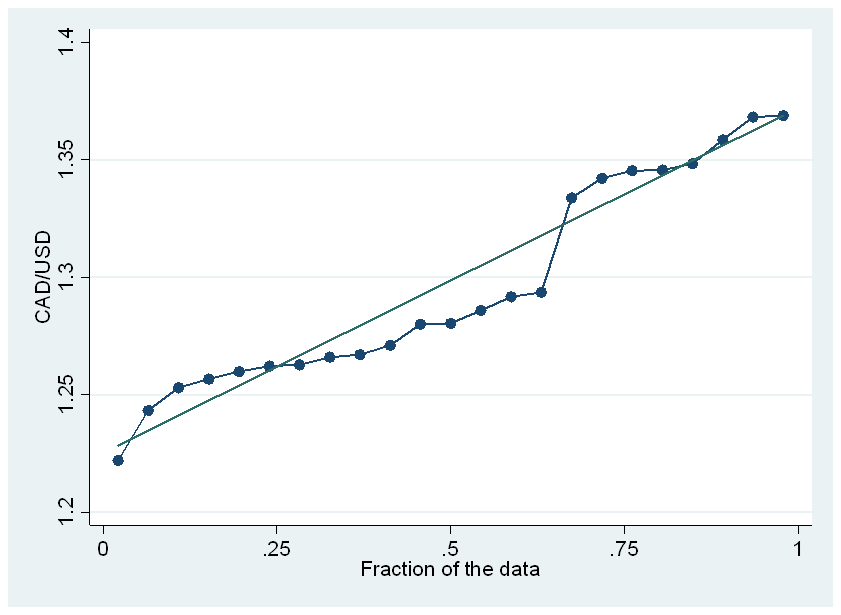 1.4
1.35
1.3
1.25
1.2
CAD/USD
0 .25 .5 .75 1
Fraction of the data